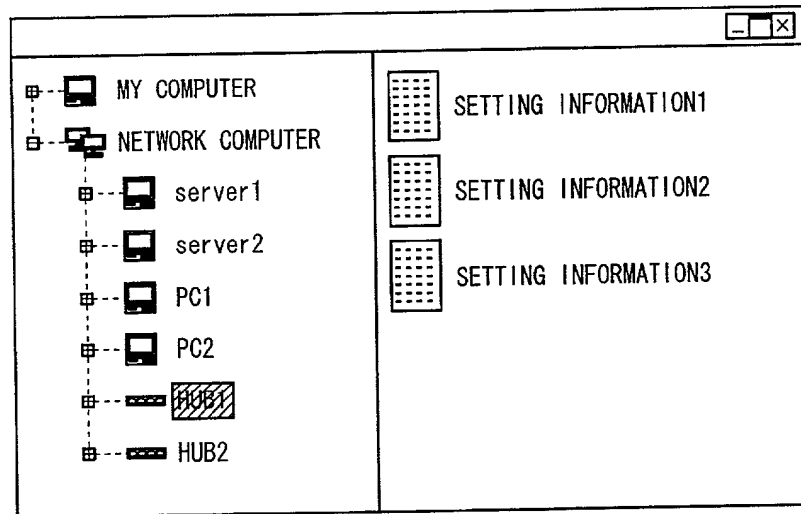 MY COMPUTER
NETWORK COMPUTER
server1
server2
PC1
PC2
HUB1
HUB2
SETTING INFORMATION1
SETTING INFORMATION2
SETTING INFORMATION3